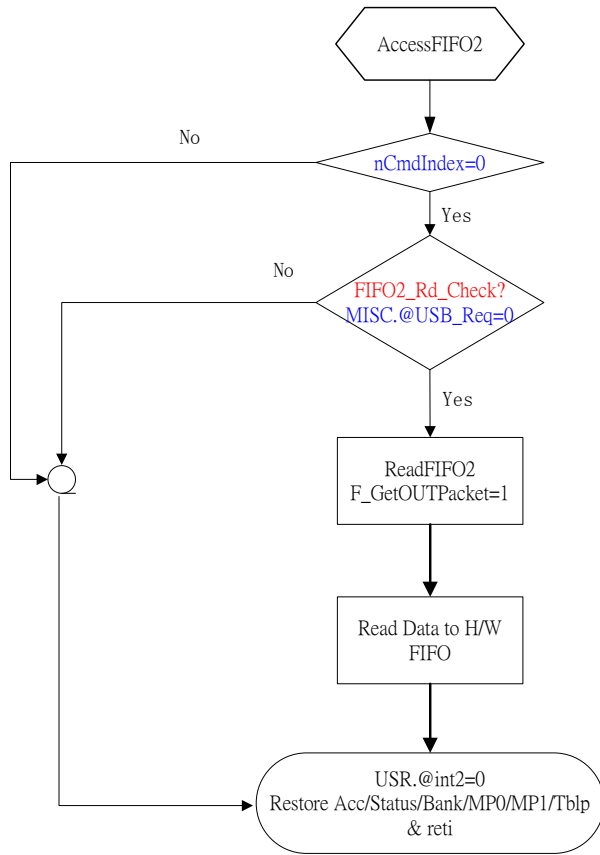 AccessFIFO2
No
nCmdIndex=0
Yes
No
FIFO2_Rd_Check?
MISC.@USB_Req=0
Yes
ReadFIFO2
F_GetOUTPacket=1
Read Data to H/W
FIFO
USR.@int2=0
Restore Acc/Status/Bank/MP0/MP1/Tblp
& reti